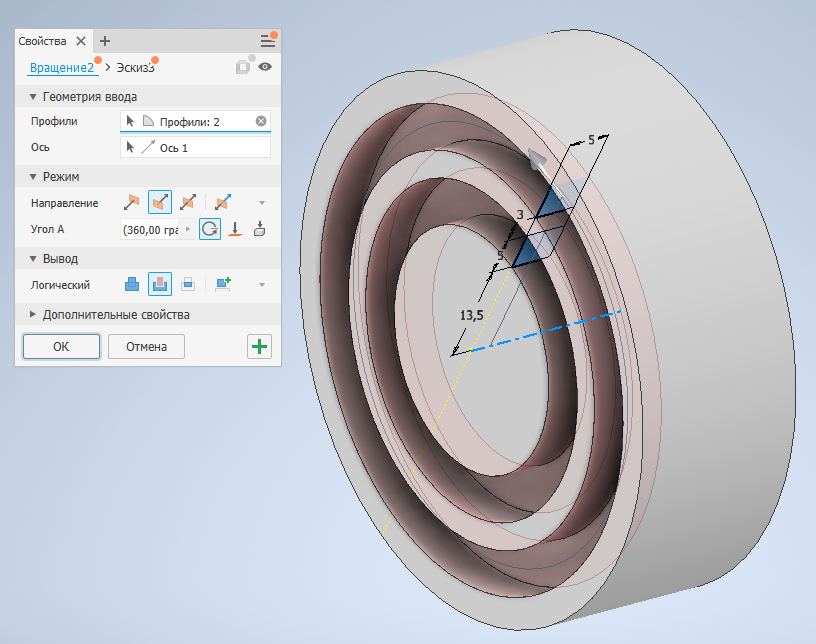 Свойства
Вращение2 > Эскиз3
Геометрия ввода
Профили Профили: 2
Ось Ось 1
Режим
Направление
Угол A (360,00 гра
Вывод
Логический
Дополнительные свойства
ОК Отмена
5
3
5
13,5